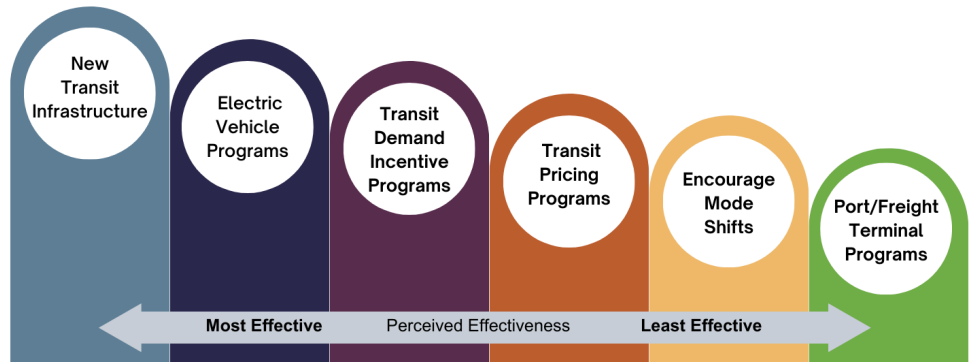 New
Transit
Infrastructure
Electric
Vehicle
Programs
Transit
Demand
Incentive
Programs
Transit
Pricing
Programs
Encourage
Mode
Shifts
Port/Freight
Terminal
Programs
Most Effective Perceived Effectiveness Least Effective